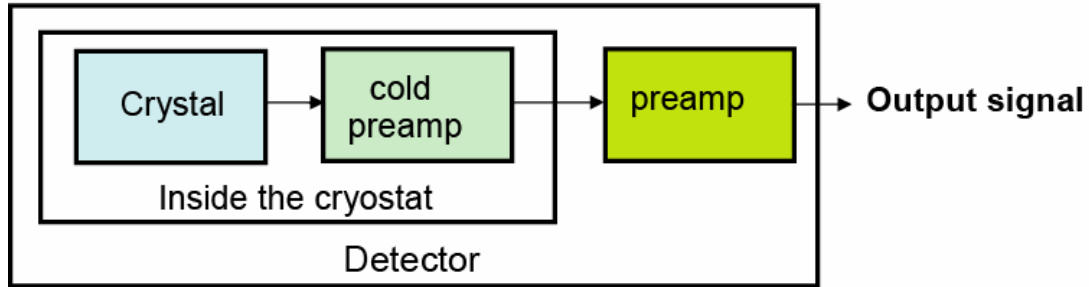 Crystal
cold
preamp
preamp
Output signal
Inside the cryostat
Detector